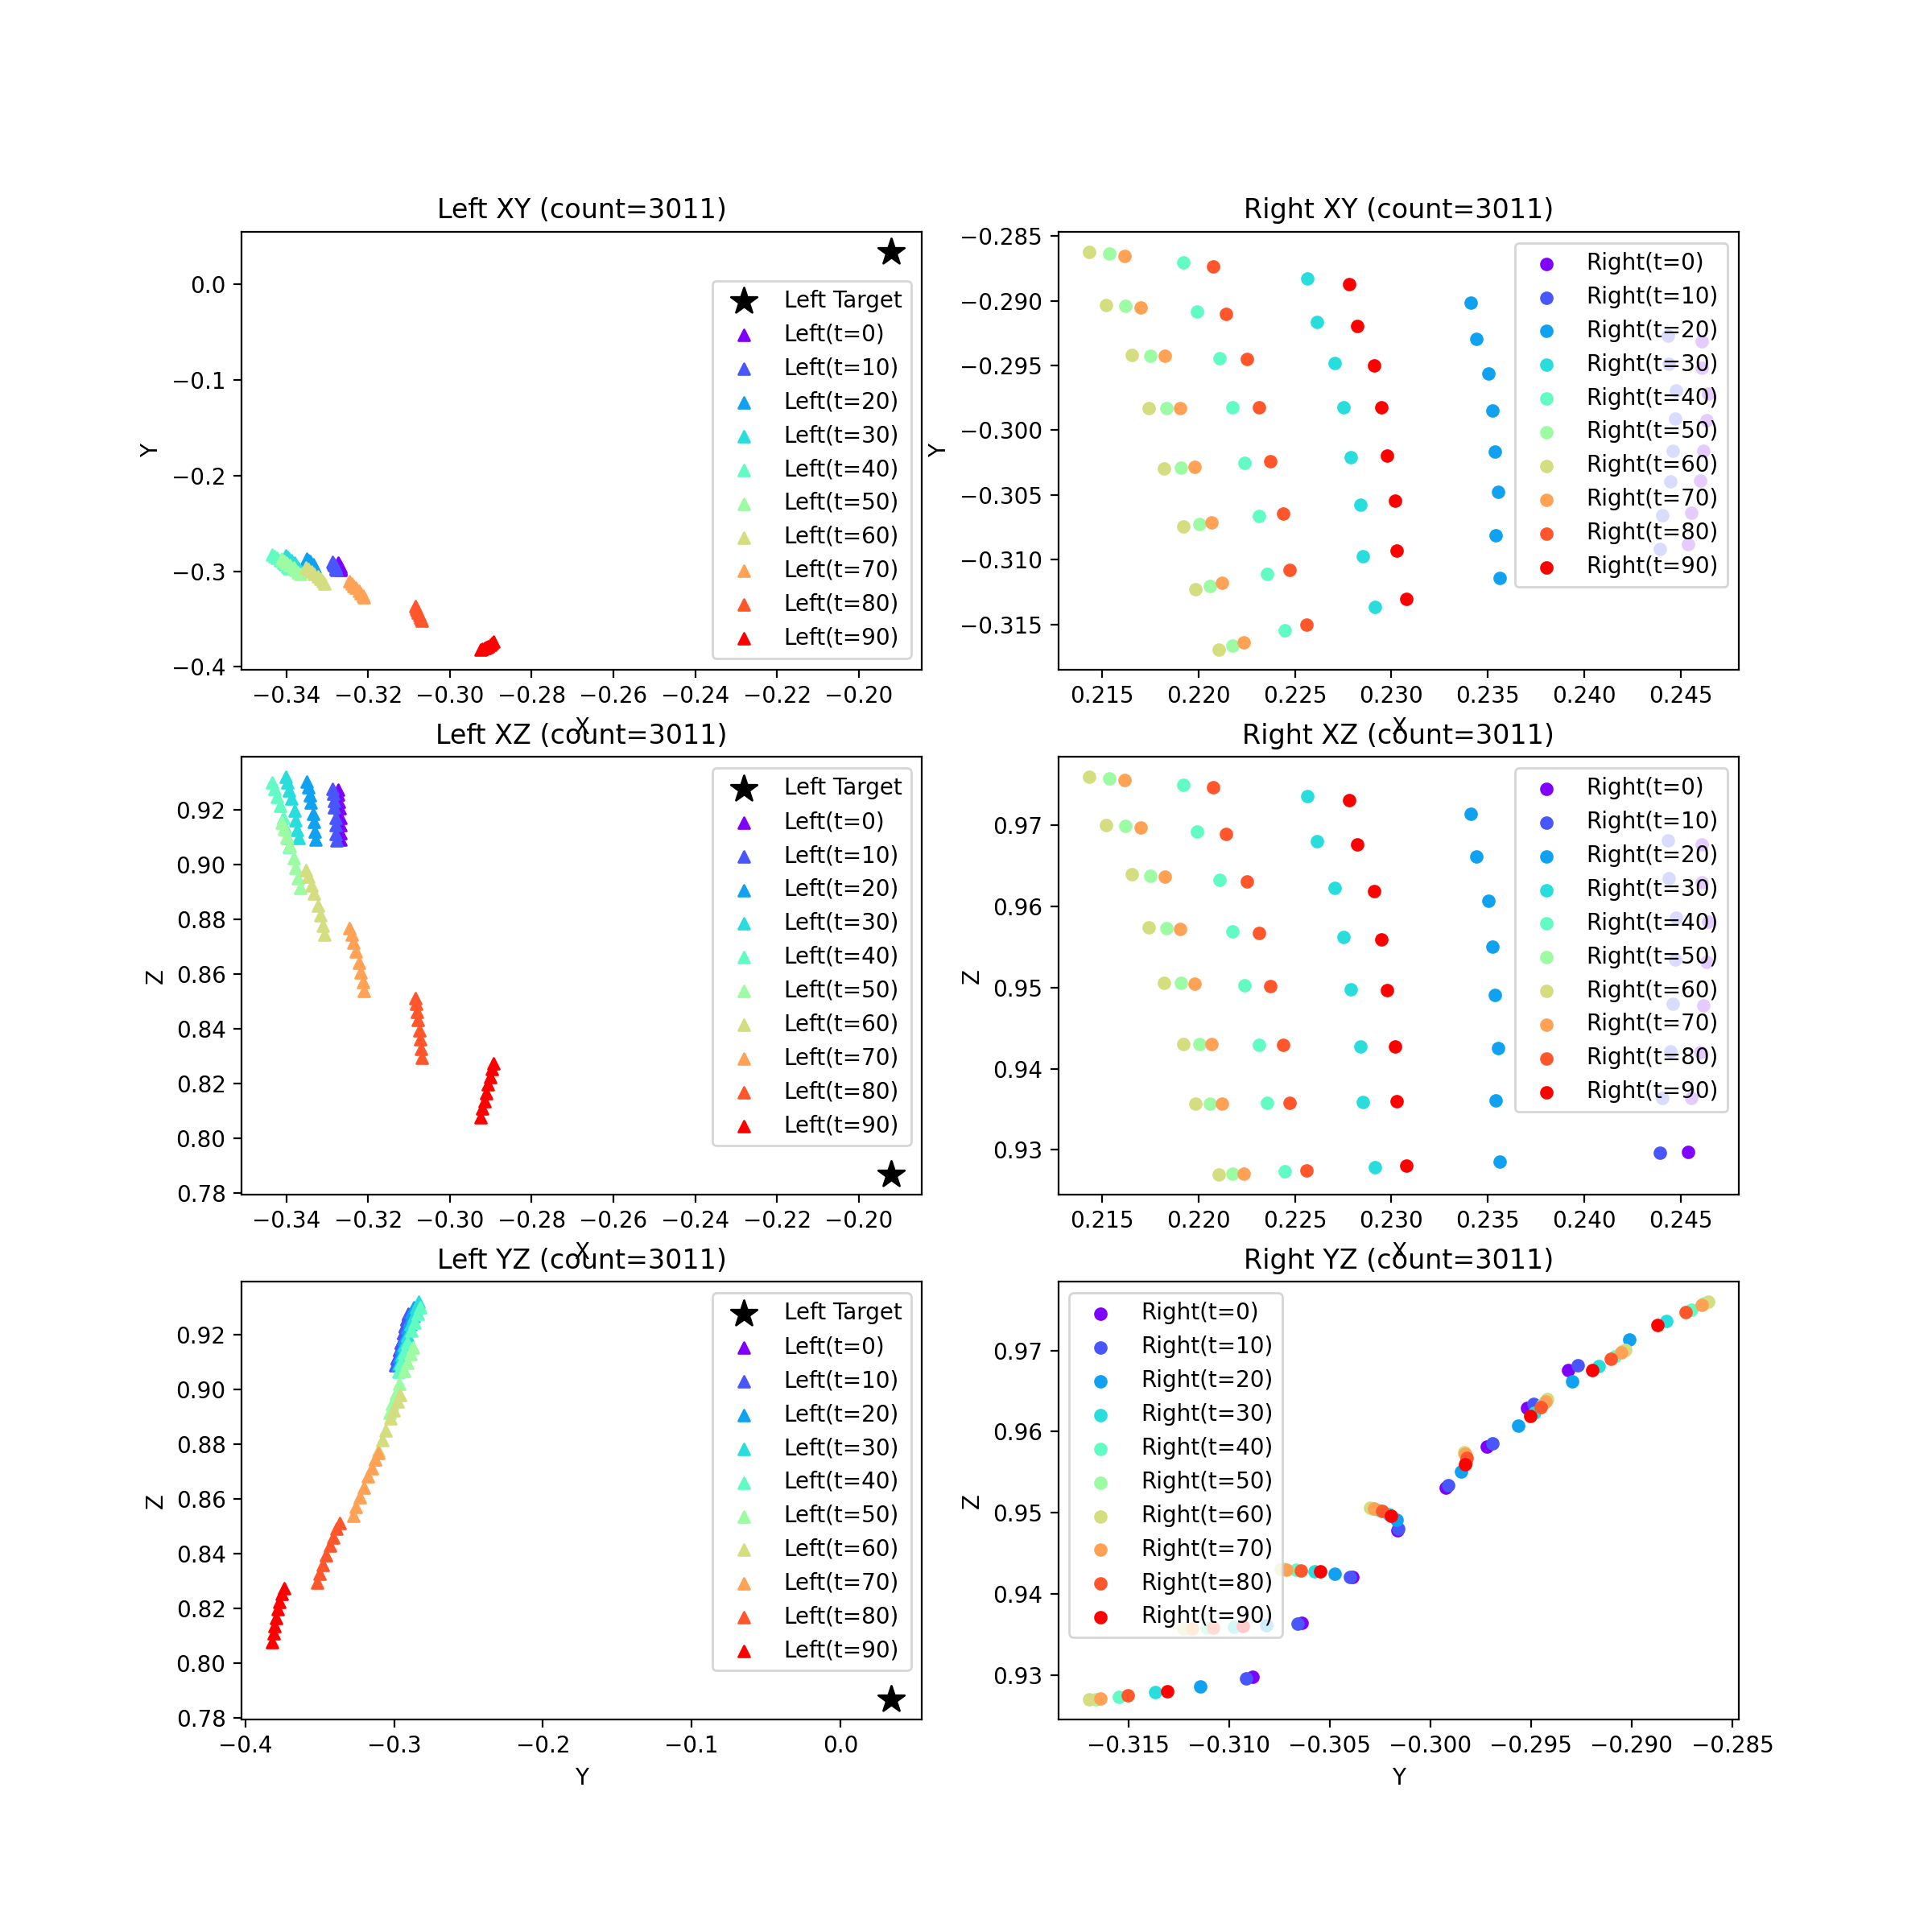 Left XY (count=3011)
0.0
−0.1
−0.2
−0.3
−0.4
Y
Left Target
Left(t=0)
Left(t=10)
Left(t=20)
Left(t=30)
Left(t=40)
Left(t=50)
Left(t=60)
Left(t=70)
Left(t=80)
Left(t=90)
−0.34 −0.32 −0.30 −0.28 −0.26 −0.24 −0.22 −0.20
X
Right XY (count=3011)
−0.285
−0.290
−0.295
−0.300
−0.305
−0.310
−0.315
Y
Right(t=0)
Right(t=10)
Right(t=20)
Right(t=30)
Right(t=40)
Right(t=50)
Right(t=60)
Right(t=70)
Right(t=80)
Right(t=90)
0.215 0.220 0.225 0.230 0.235 0.240 0.245
X
Left XZ (count=3011)
0.92
0.90
0.88
0.86
0.84
0.82
0.80
0.78
Z
Left Target
Left(t=0)
Left(t=10)
Left(t=20)
Left(t=30)
Left(t=40)
Left(t=50)
Left(t=60)
Left(t=70)
Left(t=80)
Left(t=90)
−0.34 −0.32 −0.30 −0.28 −0.26 −0.24 −0.22 −0.20
X
Right XZ (count=3011)
0.97
0.96
0.95
0.94
0.93
Z
Right(t=0)
Right(t=10)
Right(t=20)
Right(t=30)
Right(t=40)
Right(t=50)
Right(t=60)
Right(t=70)
Right(t=80)
Right(t=90)
0.215 0.220 0.225 0.230 0.235 0.240 0.245
X
Left YZ (count=3011)
0.92
0.90
0.88
0.86
0.84
0.82
0.80
0.78
Z
Left Target
Left(t=0)
Left(t=10)
Left(t=20)
Left(t=30)
Left(t=40)
Left(t=50)
Left(t=60)
Left(t=70)
Left(t=80)
Left(t=90)
−0.4 −0.3 −0.2 −0.1 0.0
Y
Right YZ (count=3011)
0.97
0.96
0.95
0.94
0.93
Z
Right(t=0)
Right(t=10)
Right(t=20)
Right(t=30)
Right(t=40)
Right(t=50)
Right(t=60)
Right(t=70)
Right(t=80)
Right(t=90)
−0.315 −0.310 −0.305 −0.300 −0.295 −0.290 −0.285
Y